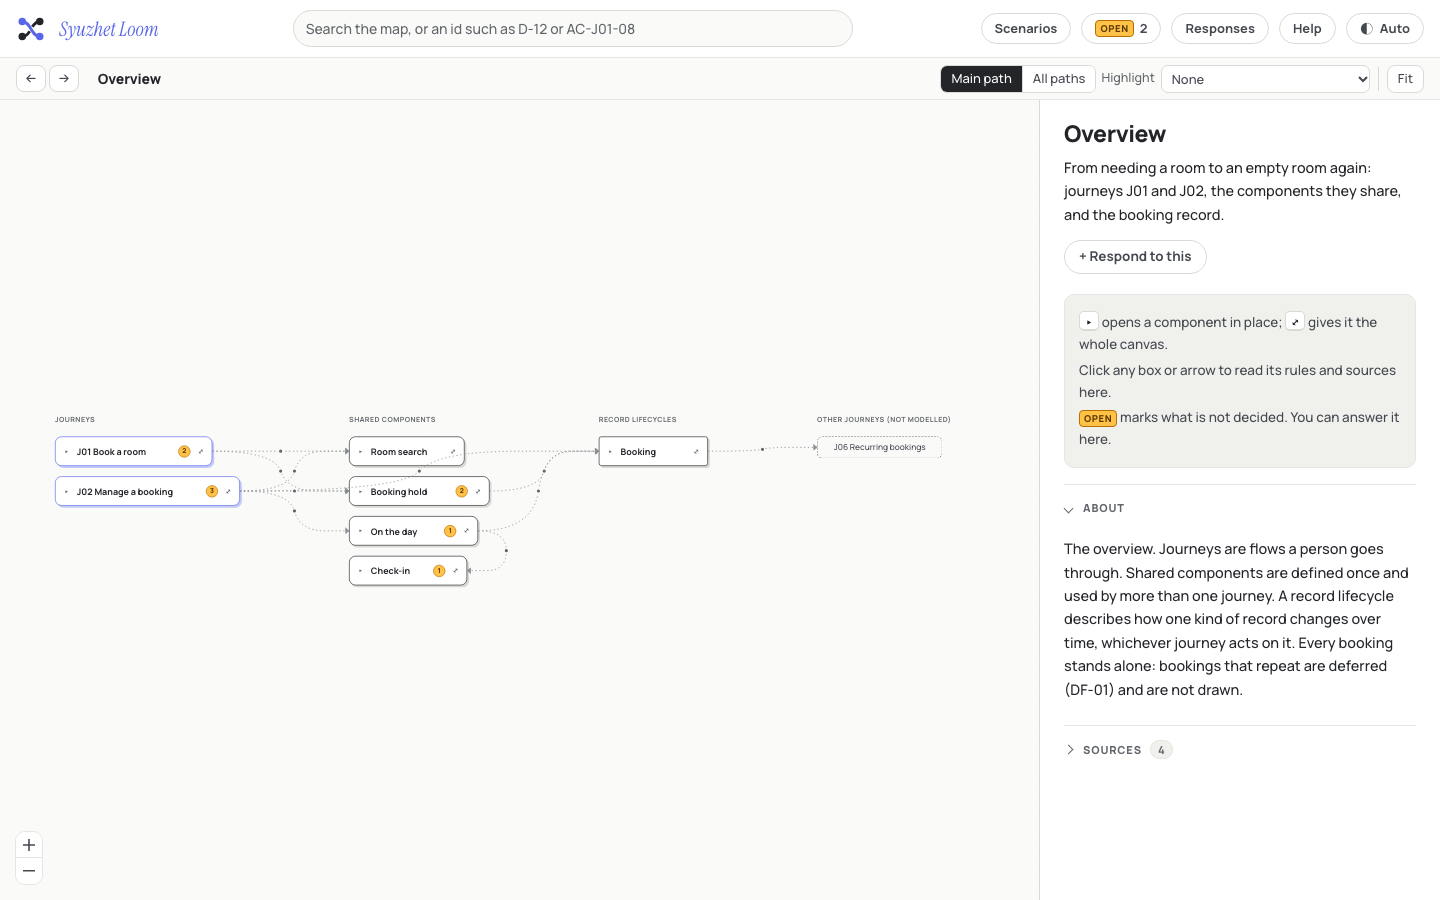 Syuzhet Loom
Search the map, or an id such as D-12 or AC-J01-08
Scenarios
OPEN 2
Responses
Help
Auto
Overview
Main path
All paths
Highlight
None
Fit
JOURNEYS
SHARED COMPONENTS
RECORD LIFECYCLES
OTHER JOURNEYS (NOT MODELLED)
J01 Book a room 2
Room search
Booking
J06 Recurring bookings
J02 Manage a booking 3
Booking hold 2
On the day 1
Check-in 1
Overview
From needing a room to an empty room again:
journeys J01 and J02, the components they share,
and the booking record.
+ Respond to this
opens a component in place; gives it the
whole canvas.
Click any box or arrow to read its rules and sources
here.
OPEN marks what is not decided. You can answer it
here.
ABOUT
The overview. Journeys are flows a person goes
through. Shared components are defined once and
used by more than one journey. A record lifecycle
describes how one kind of record changes over
time, whichever journey acts on it. Every booking
stands alone: bookings that repeat are deferred
(DF-01) and are not drawn.
SOURCES 4